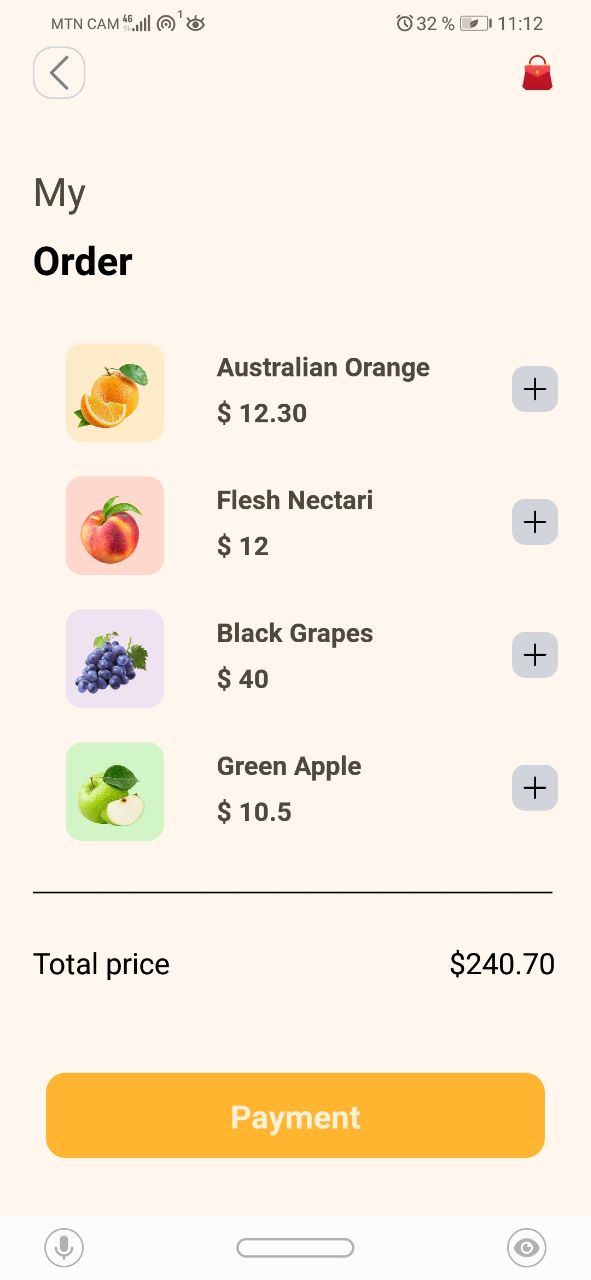 MTN CAM 4G 1 32 % 11:12
My
Order
Australian Orange
$ 12.30
Flesh Nectari
$ 12
Black Grapes
$ 40
Green Apple
$ 10.5
Total price $240.70
Payment